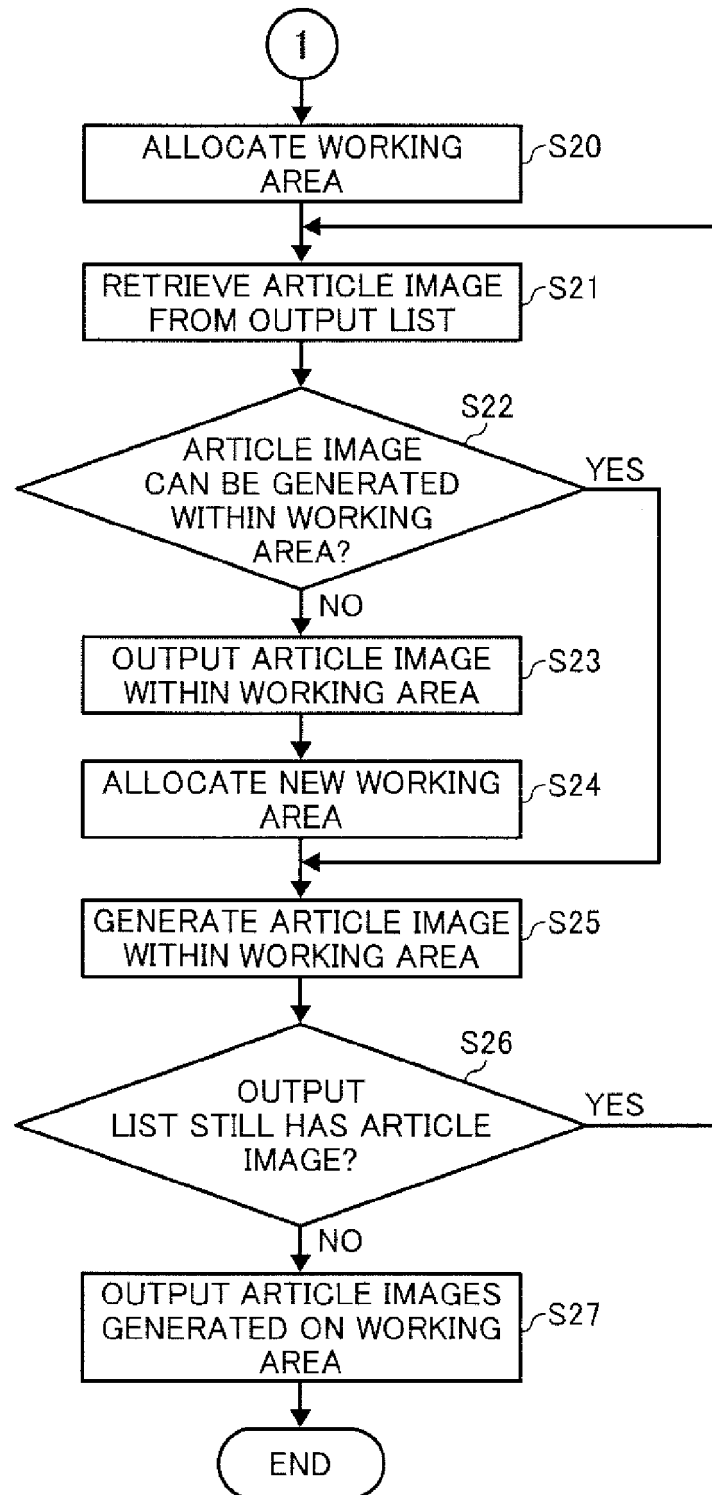 1
ALLOCATE WORKING
AREA
S20
RETRIEVE ARTICLE IMAGE
FROM OUTPUT LIST
S21
S22
ARTICLE IMAGE
CAN BE GENERATED
WITHIN WORKING
AREA?
YES
NO
OUTPUT ARTICLE IMAGE
WITHIN WORKING AREA
S23
ALLOCATE NEW WORKING
AREA
S24
GENERATE ARTICLE IMAGE
WITHIN WORKING AREA
S25
S26
OUTPUT
LIST STILL HAS ARTICLE
IMAGE?
YES
NO
OUTPUT ARTICLE IMAGES
GENERATED ON WORKING
AREA
S27
END